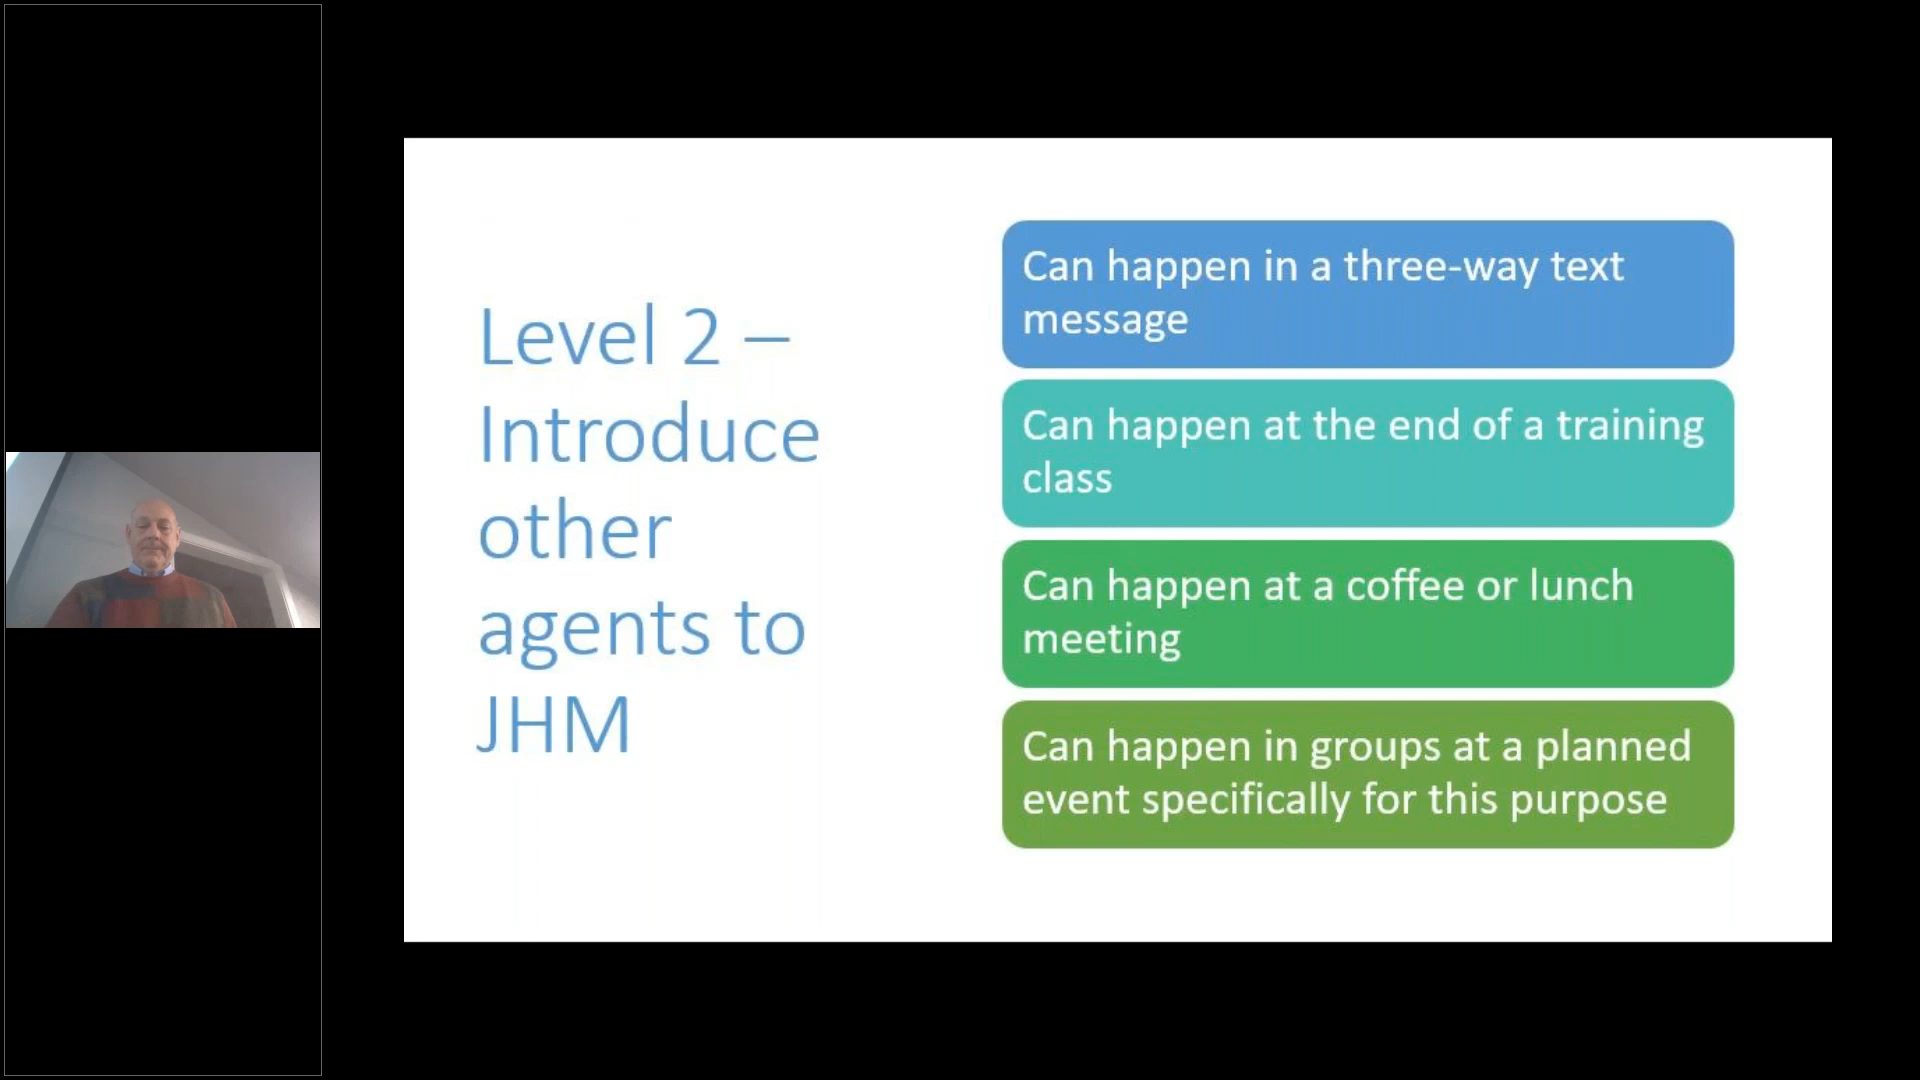 Level 2 –
Introduce
other
agents to
JHM
Can happen in a three-way text
message
Can happen at the end of a training
class
Can happen at a coffee or lunch
meeting
Can happen in groups at a planned
event specifically for this purpose